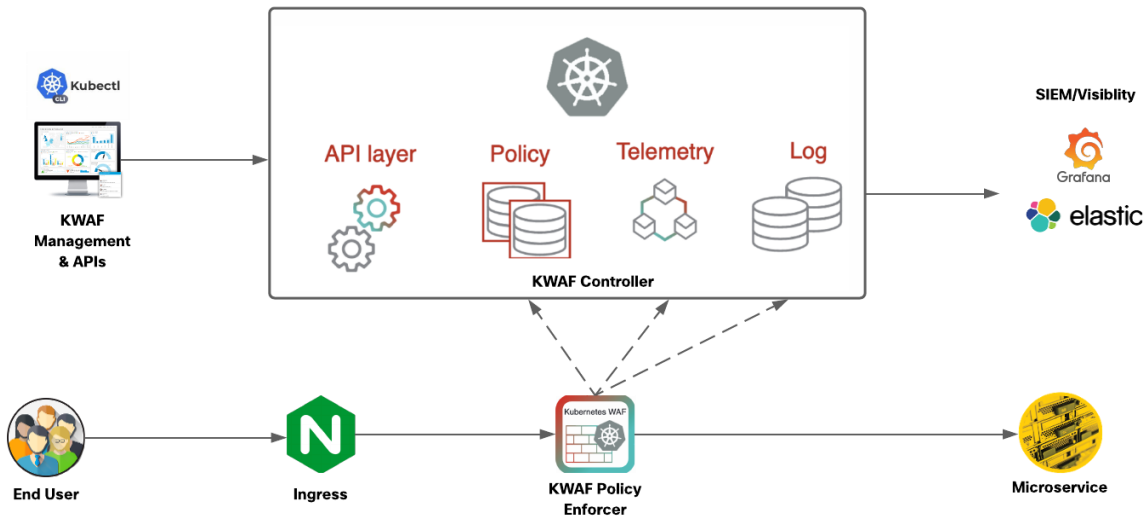 Kubectl
CLI
KWAF
Management
& APIs
API layer
Policy
Telemetry
Log
KWAF Controller
SIEM/Visiblity
Grafana
elastic
End User
N
Ingress
Kubernetes WAF
KWAF Policy
Enforcer
Microservice